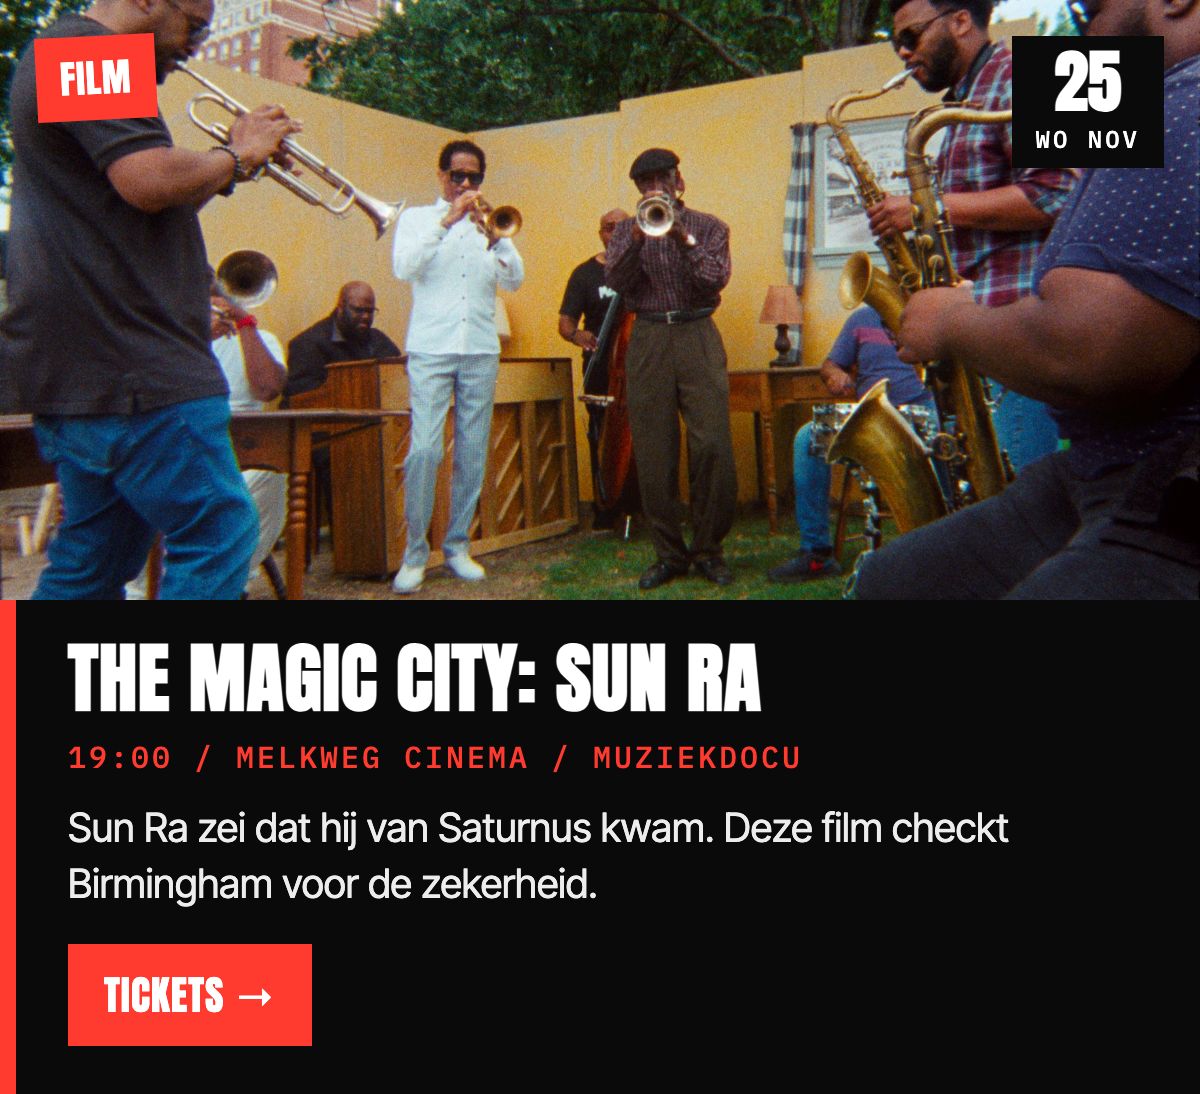 FILM
25
WO NOV
THE MAGIC CITY: SUN RA
19:00 / MELKWEG CINEMA / MUZIEKDOCU
Sun Ra zei dat hij van Saturnus kwam. Deze film checkt
Birmingham voor de zekerheid.
TICKETS →